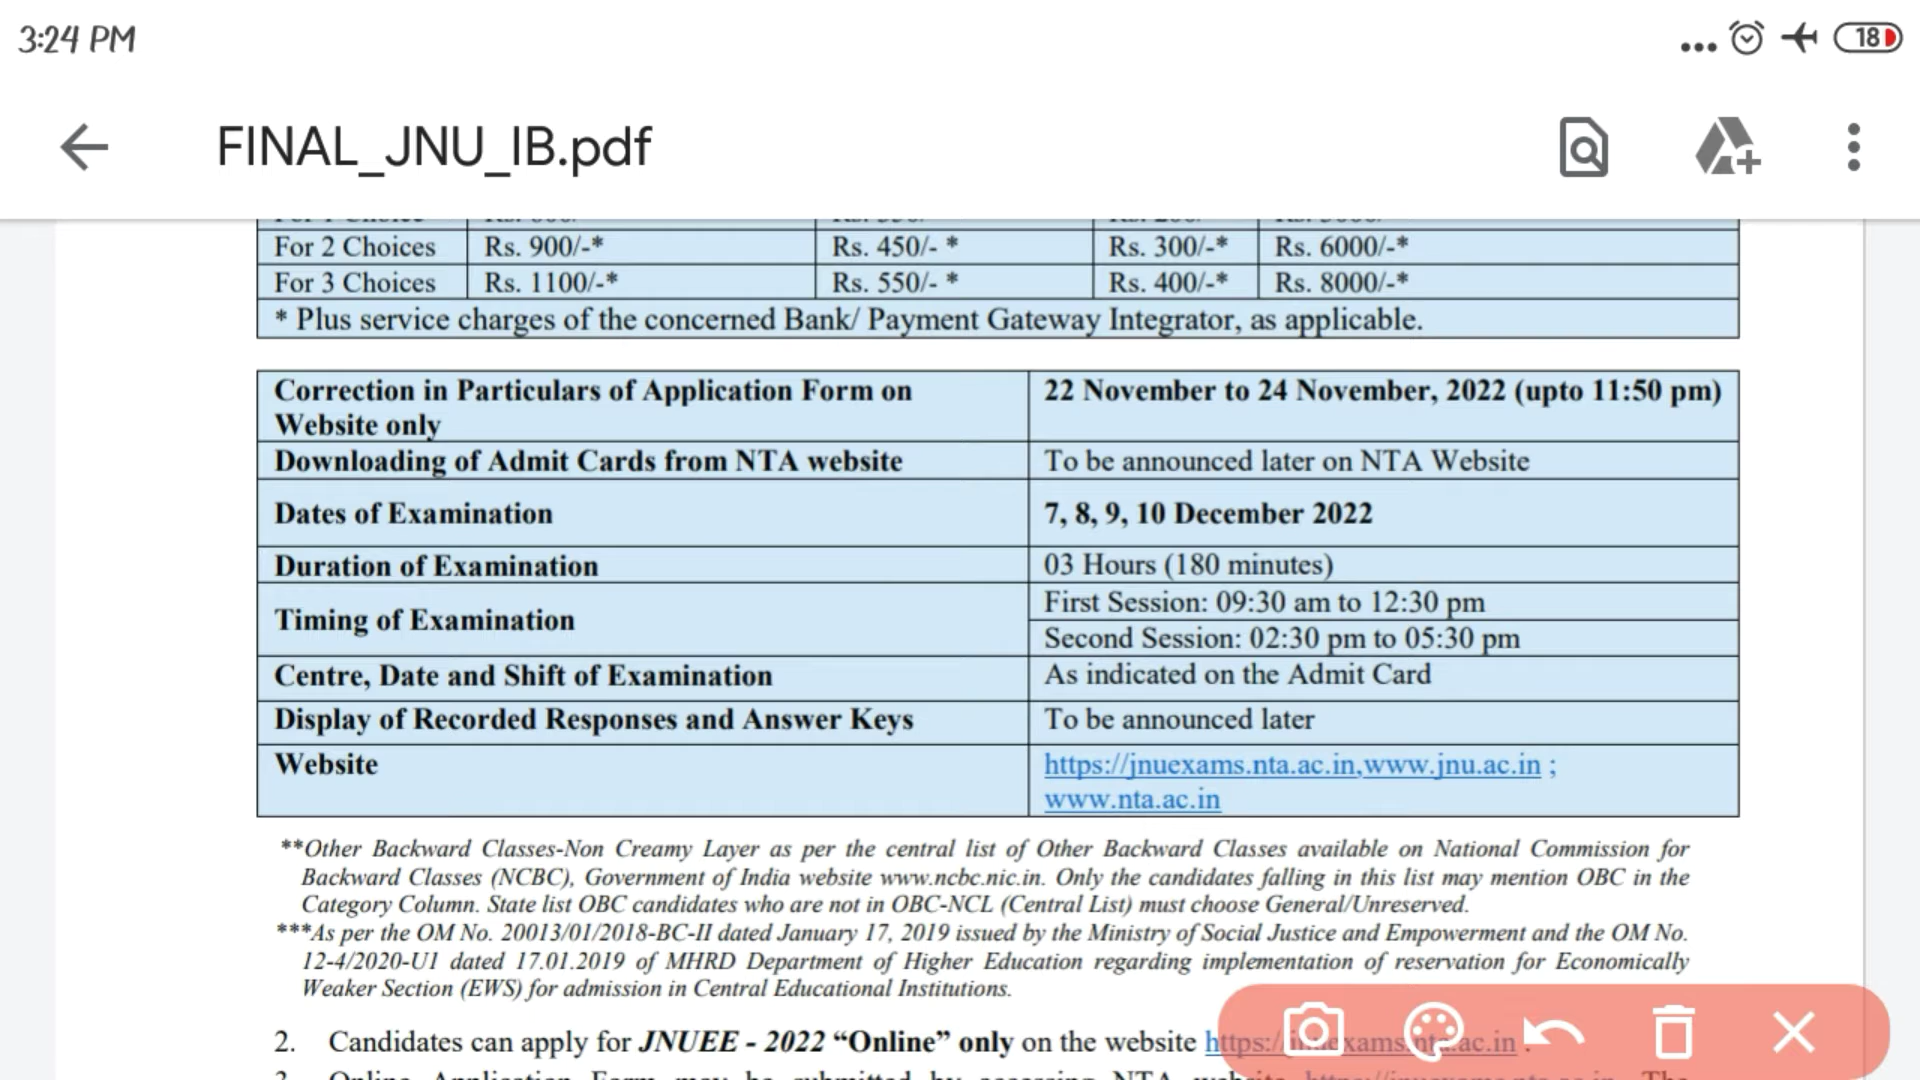 3:24 PM
18
FINAL_JNU_IB.pdf
For 2 Choices Rs. 900/-* Rs. 450/- * Rs. 300/-* Rs. 6000/-*
For 3 Choices Rs. 1100/-* Rs. 550/- * Rs. 400/-* Rs. 8000/-*
* Plus service charges of the concerned Bank/ Payment Gateway Integrator, as applicable.
Correction in Particulars of Application Form on 22 November to 24 November, 2022 (upto 11:50 pm)
Website only
Downloading of Admit Cards from NTA website To be announced later on NTA Website
Dates of Examination 7, 8, 9, 10 December 2022
Duration of Examination 03 Hours (180 minutes)
Timing of Examination First Session: 09:30 am to 12:30 pm
Second Session: 02:30 pm to 05:30 pm
Centre, Date and Shift of Examination As indicated on the Admit Card
Display of Recorded Responses and Answer Keys To be announced later
Website https://jnuexams.nta.ac.in,www.jnu.ac.in ;
www.nta.ac.in
**Other Backward Classes-Non Creamy Layer as per the central list of Other Backward Classes available on National Commission for
Backward Classes (NCBC), Government of India website www.ncbc.nic.in. Only the candidates falling in this list may mention OBC in the
Category Column. State list OBC candidates who are not in OBC-NCL (Central List) must choose General/Unreserved.
***As per the OM No. 20013/01/2018-BC-II dated January 17, 2019 issued by the Ministry of Social Justice and Empowerment and the OM No.
12-4/2020-U1 dated 17.01.2019 of MHRD Department of Higher Education regarding implementation of reservation for Economically
Weaker Section (EWS) for admission in Central Educational Institutions.
2. Candidates can apply for JNUEE - 2022 “Online” only on the website https://jnuexams.nta.ac.in .